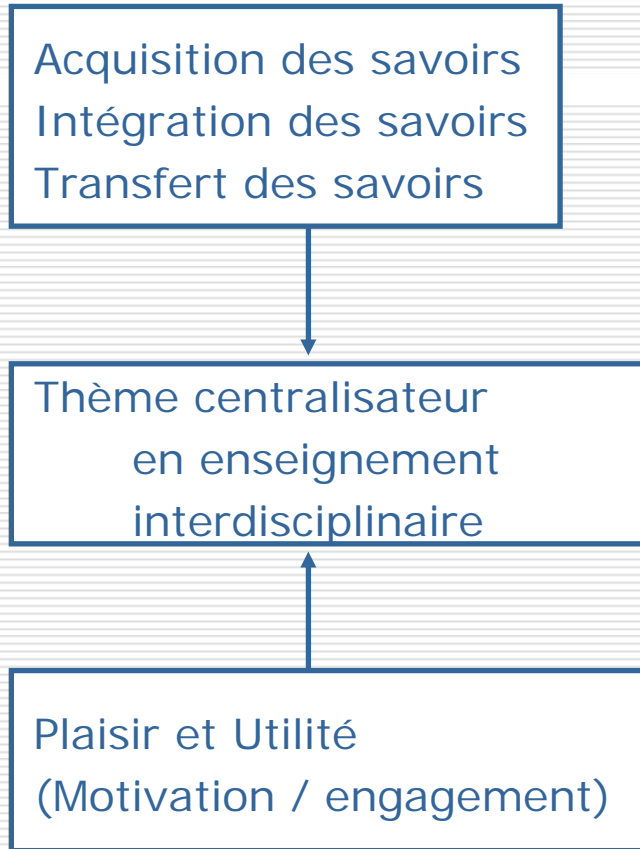 Acquisition des savoirs
Intégration des savoirs
Transfert des savoirs
Thème centralisateur
en enseignement
interdisciplinaire
Plaisir et Utilité
(Motivation / engagement)